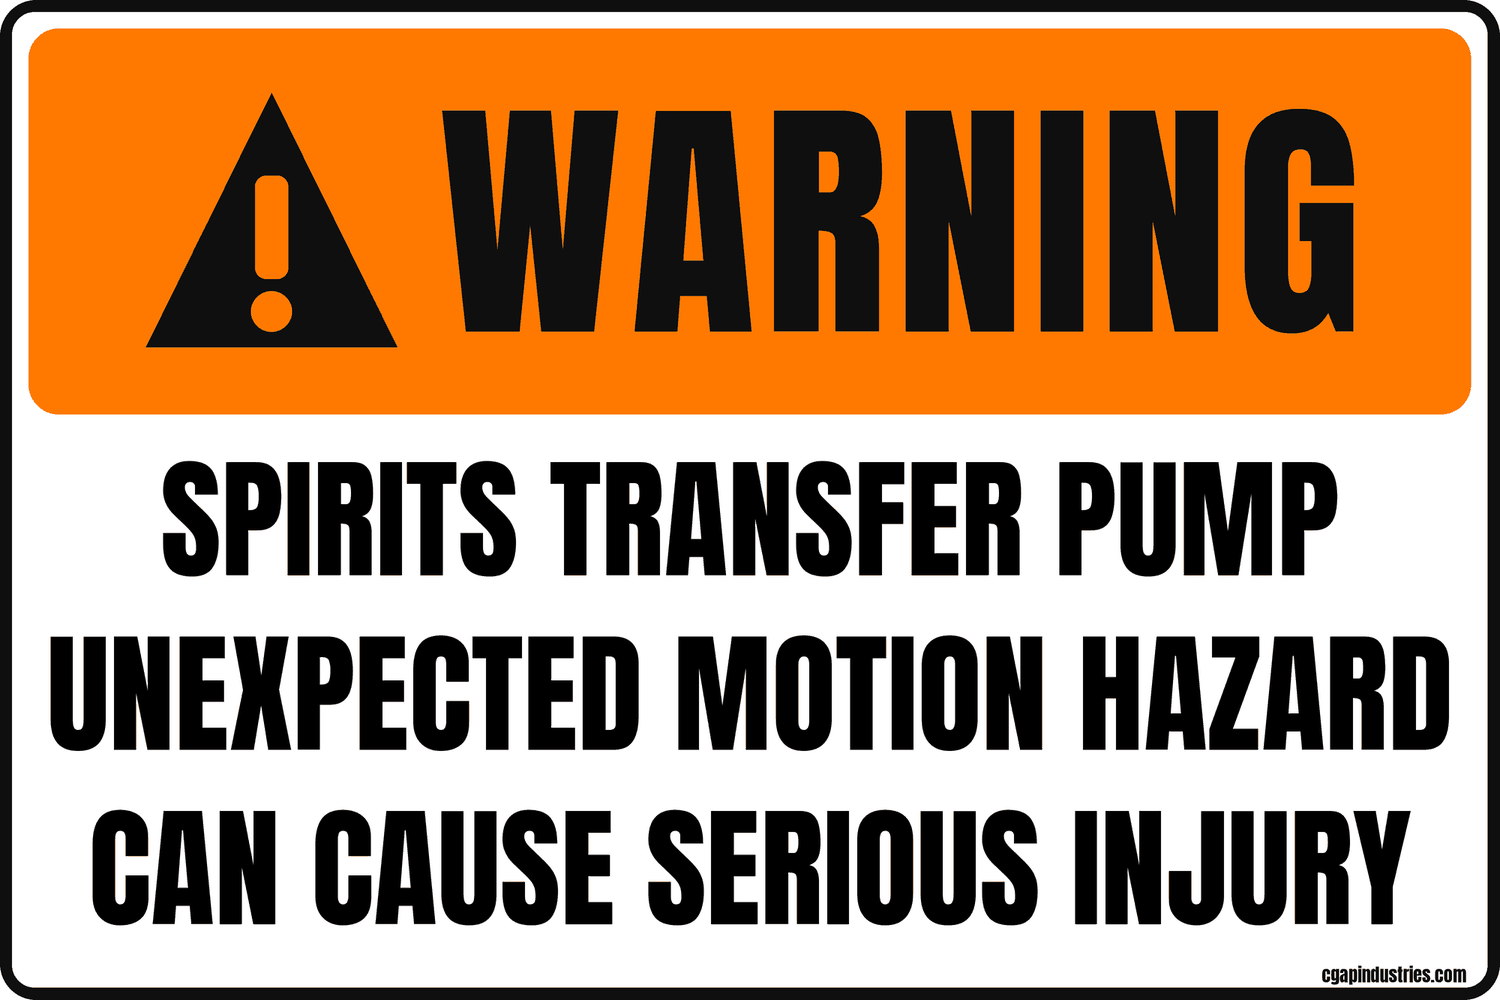 WARNING
SPIRITS TRANSFER PUMP
UNEXPECTED MOTION HAZARD
CAN CAUSE SERIOUS INJURY
cgapindustries.com